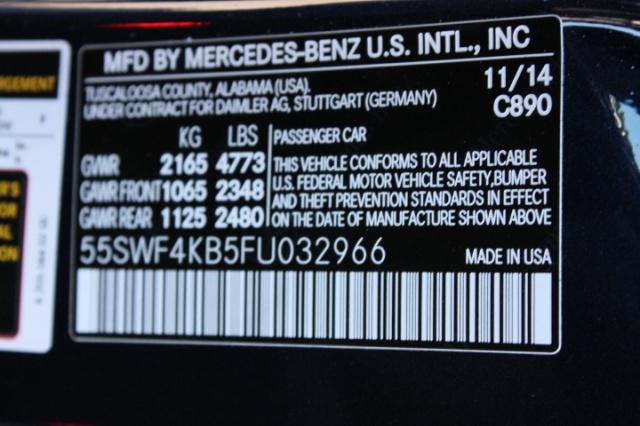 MFD BY MERCEDES-BENZ U.S. INTL., INC
TUSCALOOSA COUNTY, ALABAMA (USA). 11/14
UNDER CONTRACT FOR DAIMLER AG, STUTTGART (GERMANY) C890
KG LBS PASSENGER CAR
GVWR 2165 4773 THIS VEHICLE CONFORMS TO ALL APPLICABLE
GAWR FRONT 1065 2348 U.S. FEDERAL MOTOR VEHICLE SAFETY, BUMPER
GAWR REAR 1125 2480 AND THEFT PREVENTION STANDARDS IN EFFECT
ON THE DATE OF MANUFACTURE SHOWN ABOVE
55SWF4KB5FU032966 MADE IN USA